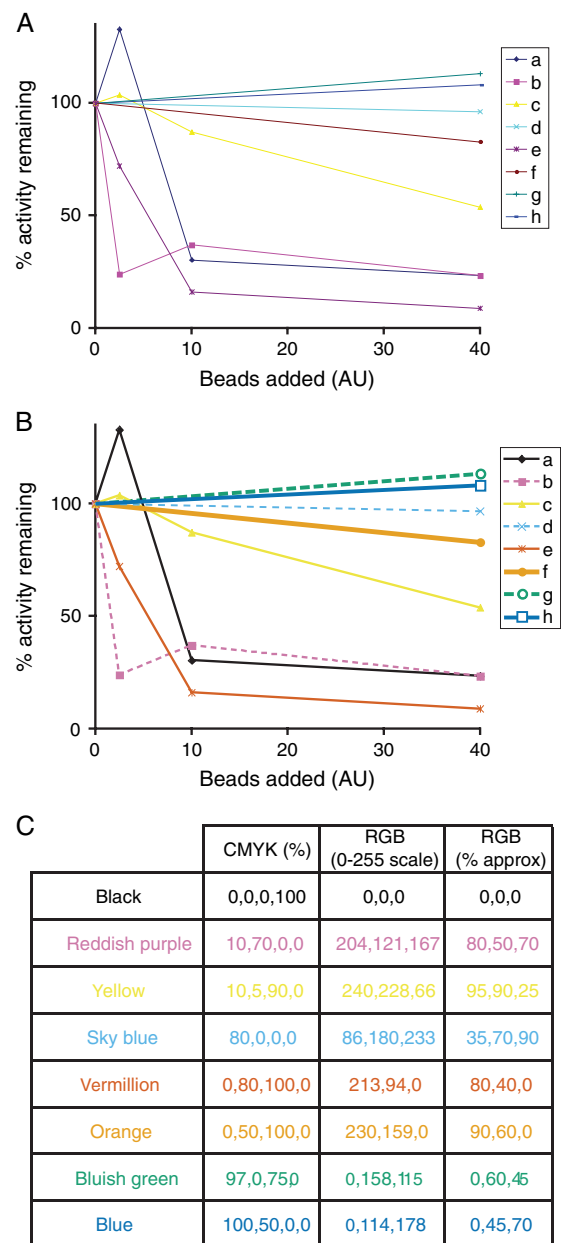 A
% activity remaining
100
50
0
0 10 20 30 40
Beads added (AU)
a
b
c
d
e
f
g
h
B
% activity remaining
100
50
0
0 10 20 30 40
Beads added (AU)
a
b
c
d
e
f
g
h
C
CMYK (%) RGB (0-255 scale) RGB (% approx)
Black 0,0,0,100 0,0,0 0,0,0
Reddish purple 10,70,0,0 204,121,167 80,50,70
Yellow 10,5,90,0 240,228,66 95,90,25
Sky blue 80,0,0,0 86,180,233 35,70,90
Vermillion 0,80,100,0 213,94,0 80,40,0
Orange 0,50,100,0 230,159,0 90,60,0
Bluish green 97,0,75,0 0,158,115 0,60,45
Blue 100,50,0,0 0,114,178 0,45,70